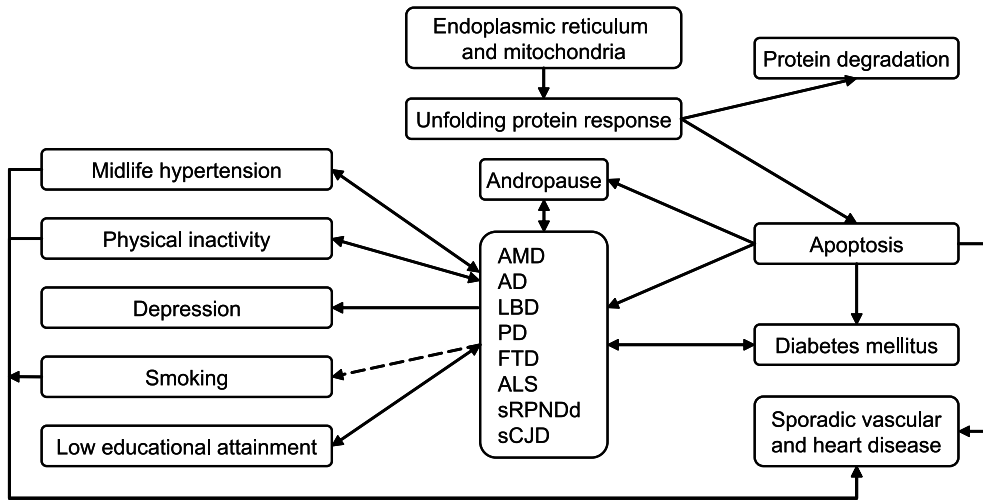 Endoplasmic reticulum
and mitochondria
Protein degradation
Unfolding protein response
Midlife hypertension
Andropause
Physical inactivity
Apoptosis
AMD
AD
LBD
PD
FTD
ALS
sRPNDd
sCJD
Depression
Diabetes mellitus
Smoking
Sporadic vascular
and heart disease
Low educational attainment